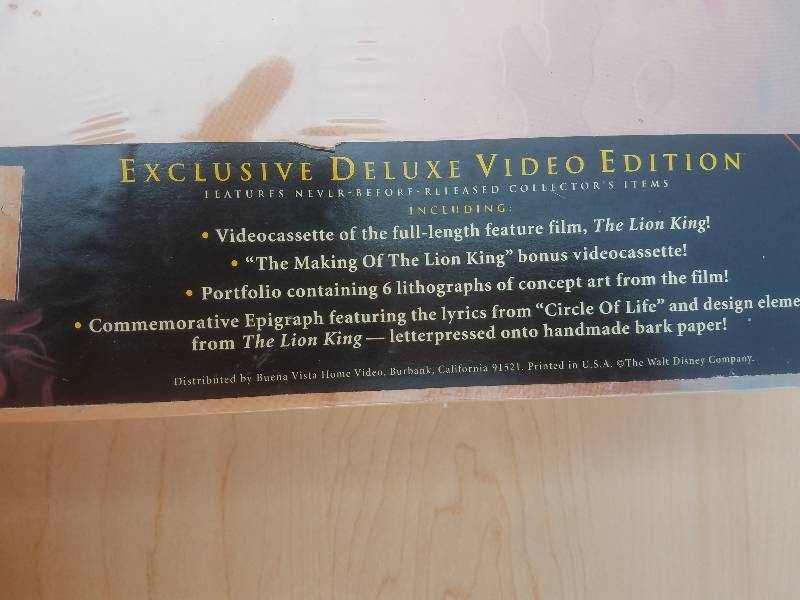 EXCLUSIVE DELUXE VIDEO EDITION
FEATURES NEVER-BEFORE-RELEASED COLLECTOR'S ITEMS
INCLUDING:
• Videocassette of the full-length feature film, The Lion King!
• “The Making Of The Lion King” bonus videocassette!
• Portfolio containing 6 lithographs of concept art from the film!
• Commemorative Epigraph featuring the lyrics from “Circle Of Life” and design eleme
from The Lion King — letterpressed onto handmade bark paper!
Distributed by Buena Vista Home Video, Burbank, California 91521. Printed in U.S.A. ©The Walt Disney Company.